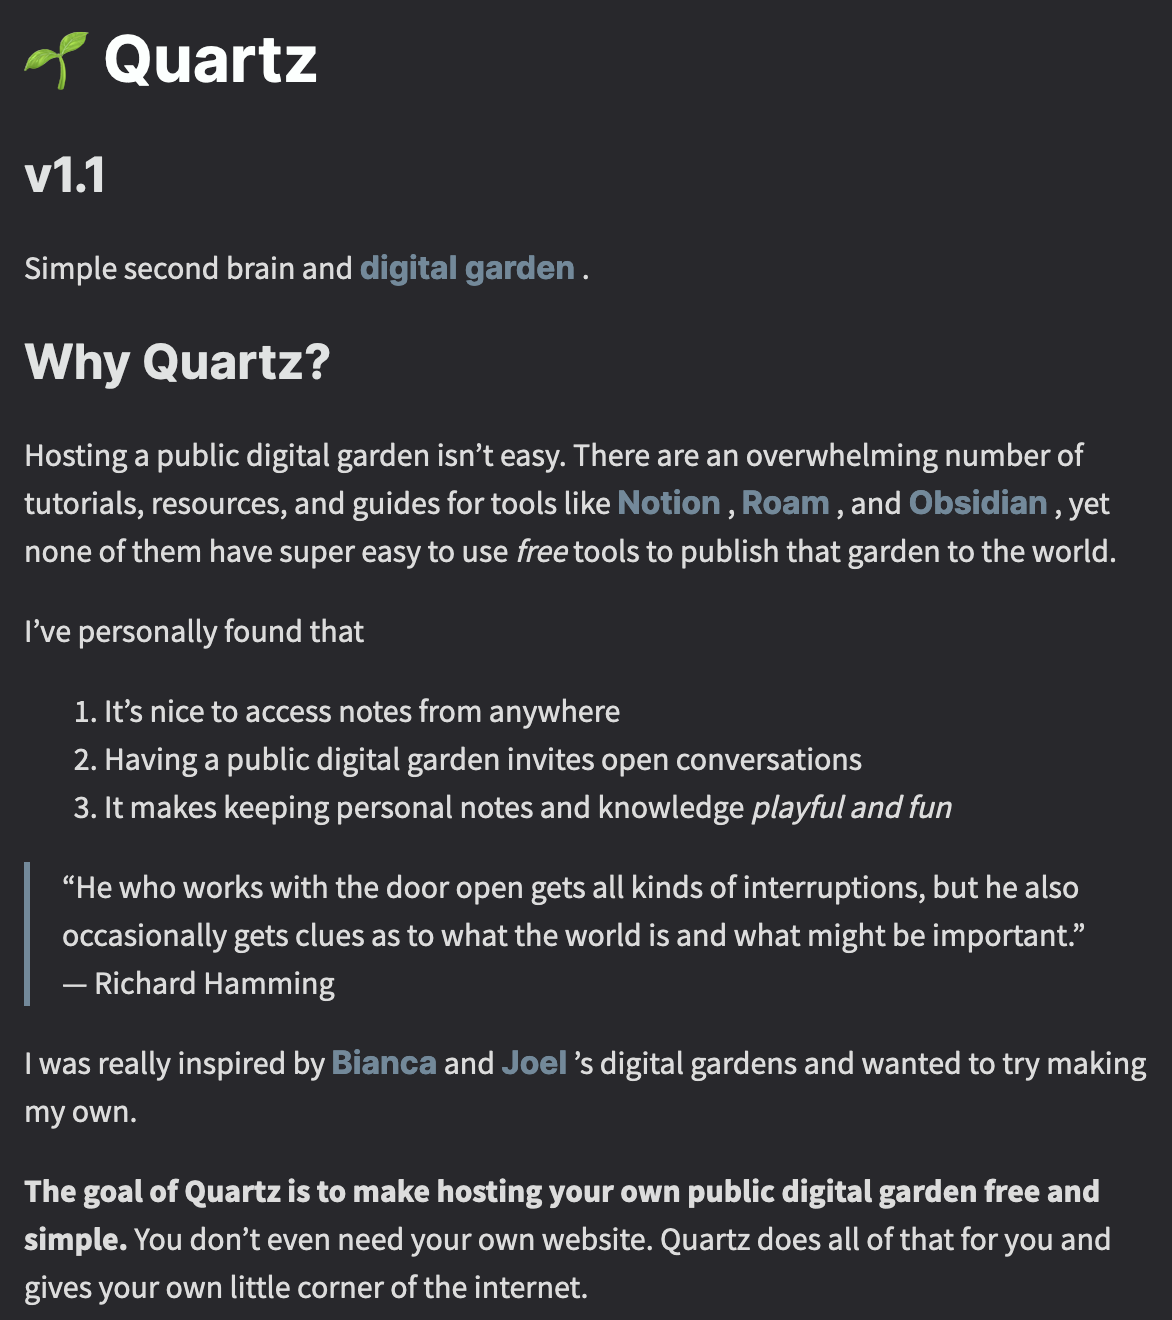 🌱 Quartz
v1.1
Simple second brain and digital garden .
Why Quartz?
Hosting a public digital garden isn’t easy. There are an overwhelming number of
tutorials, resources, and guides for tools like Notion , Roam , and Obsidian , yet
none of them have super easy to use free tools to publish that garden to the world.
I’ve personally found that
1. It’s nice to access notes from anywhere
2. Having a public digital garden invites open conversations
3. It makes keeping personal notes and knowledge playful and fun
“He who works with the door open gets all kinds of interruptions, but he also
occasionally gets clues as to what the world is and what might be important.”
— Richard Hamming
I was really inspired by Bianca and Joel ’s digital gardens and wanted to try making
my own.
The goal of Quartz is to make hosting your own public digital garden free and
simple. You don’t even need your own website. Quartz does all of that for you and
gives your own little corner of the internet.